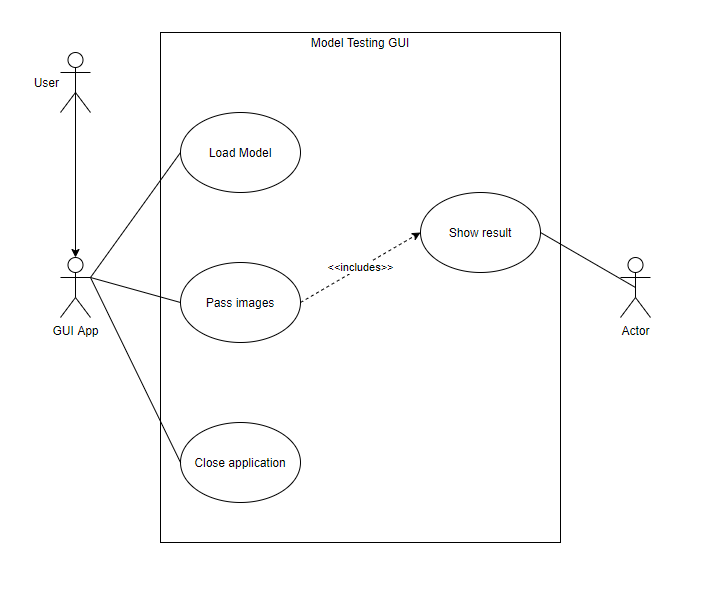 Model Testing GUI
User
Load Model
Show result
<<includes>>
Pass images
GUI App
Actor
Close application